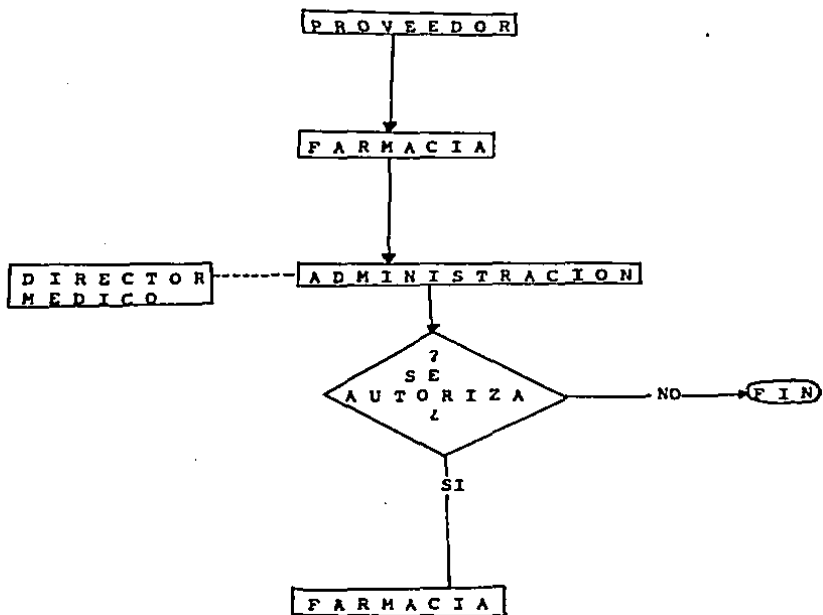 PROVEEDOR
FARMACIA
DIRECTOR
MEDICO
ADMINISTRACION
?
SE
AUTORIZA
¿
NO
FIN
SI
FARMACIA